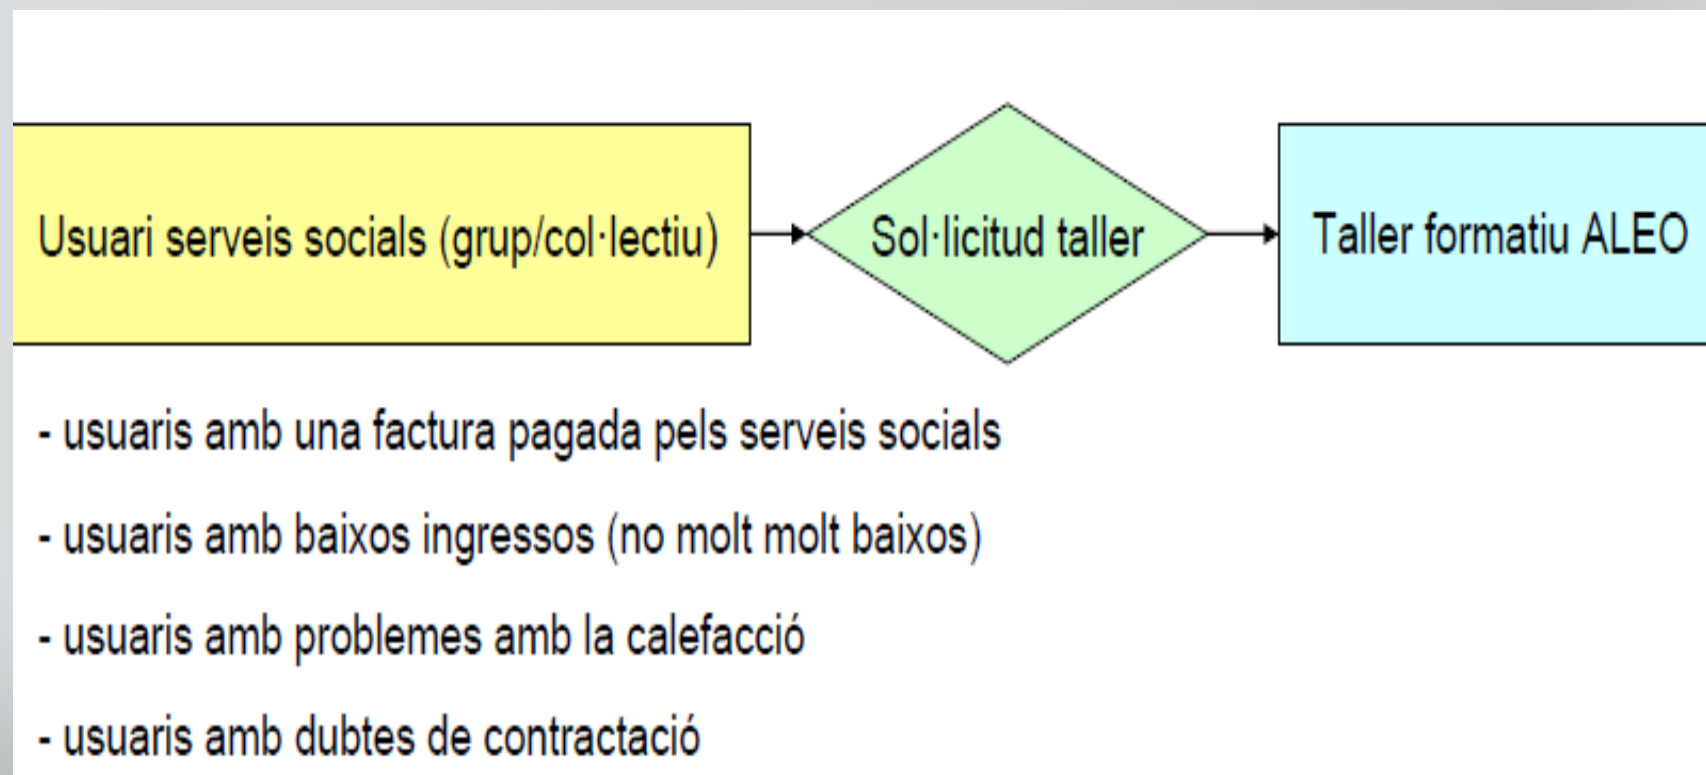 Usuari serveis socials (grup/col·lectiu)
Sol·licitud taller
Taller formatiu ALEO
- usuaris amb una factura pagada pels serveis socials
- usuaris amb baixos ingressos (no molt molt baixos)
- usuaris amb problemes amb la calefacció
- usuaris amb dubtes de contractació